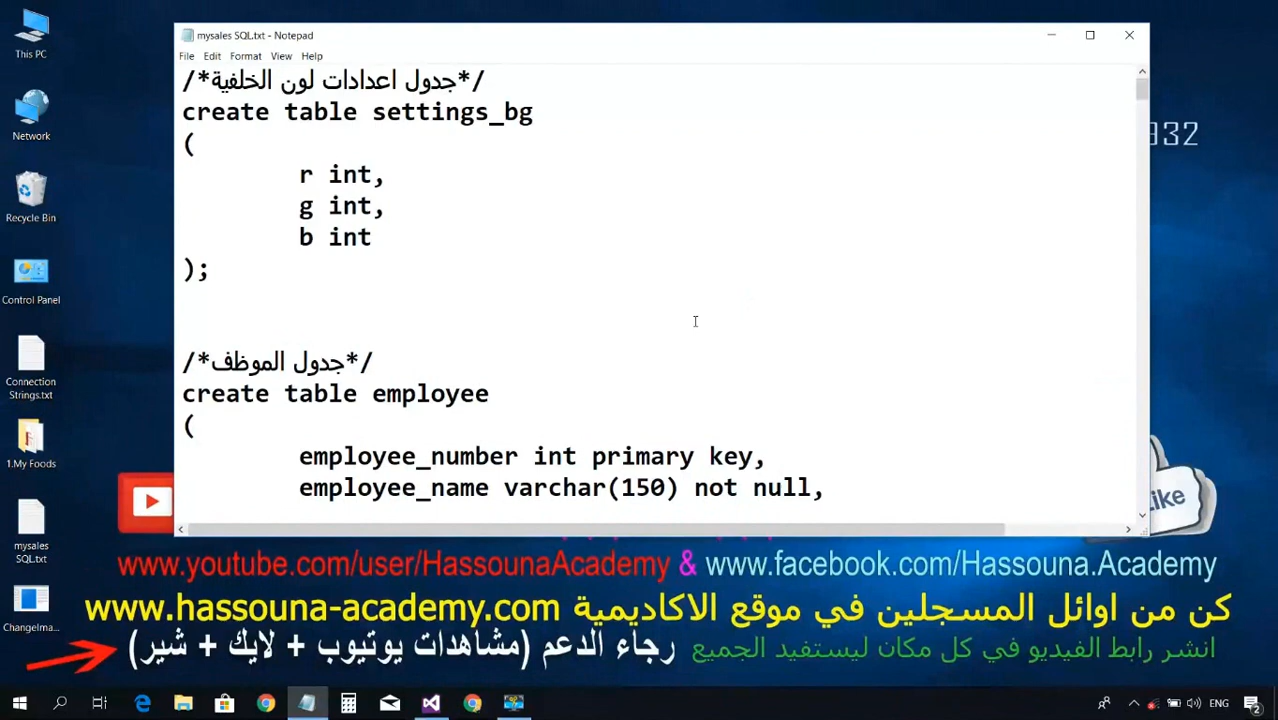 This PC
Network
Recycle Bin
Control Panel
Connection
Strings.txt
1.My Foods
mysales
SQL.txt
ChangeIma...
mysales SQL.txt - Notepad
File Edit Format View Help
/*جدول اعدادات لون الخلفية*/
create table settings_bg
(
r int,
g int,
b int
);
/*جدول الموظف*/
create table employee
(
employee_number int primary key,
employee_name varchar(150) not null,
932
Like
www.youtube.com/user/HassounaAcademy & www.facebook.com/Hassouna.Academy
كن من اوائل المسجلين في موقع الاكاديمية www.hassouna-academy.com
رجاء الدعم (مشاهدات يوتيوب + لايك + شير)
انشر رابط الفيديو في كل مكان ليستفيد الجميع
ENG
2